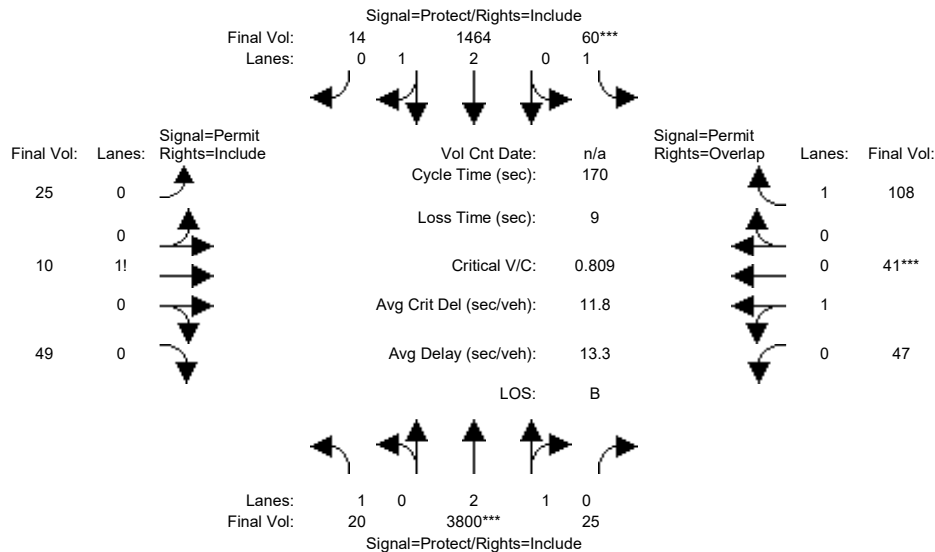 Signal=Protect/Rights=Include
Final Vol: 14 1464 60***
Lanes: 0 1 2 0 1
Signal=Permit
Final Vol: Lanes: Rights=Include
Vol Cnt Date: n/a
Signal=Permit
Rights=Overlap Lanes: Final Vol:
Cycle Time (sec): 170
25 0
1 108
Loss Time (sec): 9
0
0
10 1!
Critical V/C: 0.809
0 41***
0
Avg Crit Del (sec/veh): 11.8
1
49 0
Avg Delay (sec/veh): 13.3
0 47
LOS: B
Lanes: 1 0 2 1 0
Final Vol: 20 3800*** 25
Signal=Protect/Rights=Include